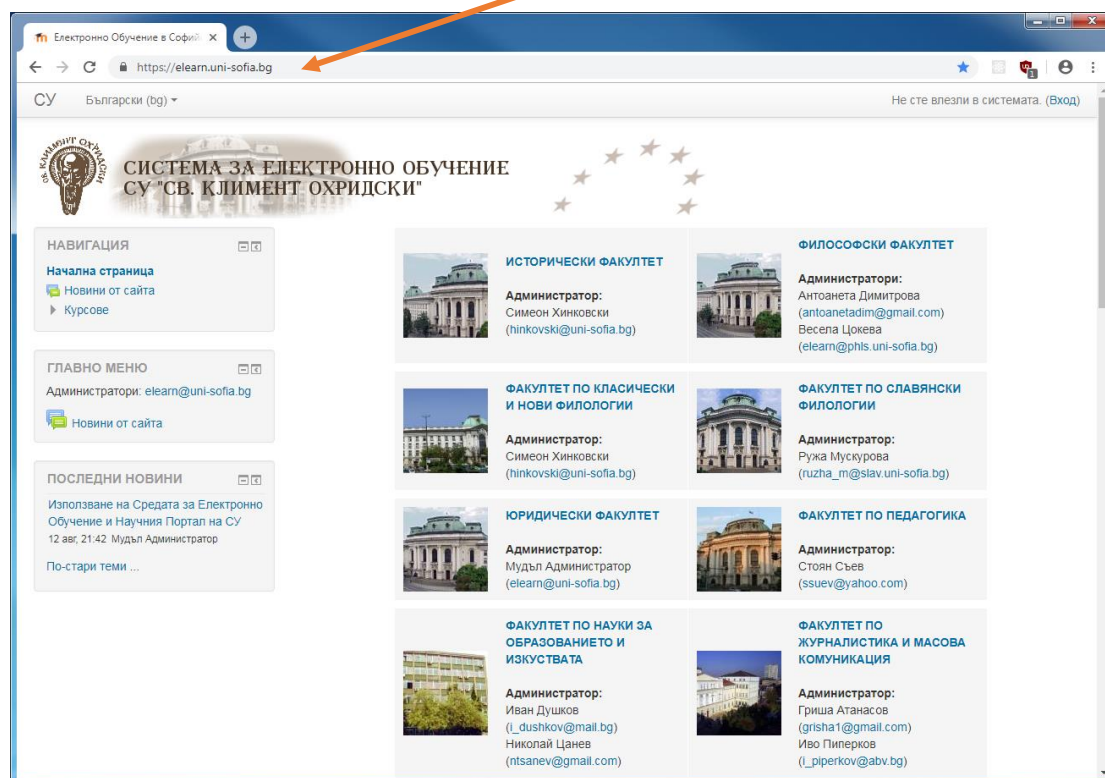 Електронно Обучение в Софий
https://elearn.uni-sofia.bg
1
СУ Български (bg)
Не сте влезли в системата. (Вход)
СВ. КЛИМЕНТ ОХРИДСКИ
СИСТЕМА ЗА ЕЛЕКТРОННО ОБУЧЕНИЕ
СУ "СВ. КЛИМЕНТ ОХРИДСКИ"
НАВИГАЦИЯ
Начална страница
Новини от сайта
Курсове
ГЛАВНО МЕНЮ
Администратори: elearn@uni-sofia.bg
Новини от сайта
ПОСЛЕДНИ НОВИНИ
Използване на Средата за Електронно
Обучение и Научния Портал на СУ
12 авг, 21:42 Мудъл Администратор
По-стари теми ...
ИСТОРИЧЕСКИ ФАКУЛТЕТ
Администратор:
Симеон Хинковски
(hinkovski@uni-sofia.bg)
ФИЛОСОФСКИ ФАКУЛТЕТ
Администратори:
Антоанета Димитрова
(antoanetadim@gmail.com)
Весела Цокева
(elearn@phls.uni-sofia.bg)
ФАКУЛТЕТ ПО КЛАСИЧЕСКИ
И НОВИ ФИЛОЛОГИИ
Администратор:
Симеон Хинковски
(hinkovski@uni-sofia.bg)
ФАКУЛТЕТ ПО СЛАВЯНСКИ
ФИЛОЛОГИИ
Администратор:
Ружа Мускурова
(ruzha_m@slav.uni-sofia.bg)
ЮРИДИЧЕСКИ ФАКУЛТЕТ
Администратор:
Мудъл Администратор
(elearn@uni-sofia.bg)
ФАКУЛТЕТ ПО ПЕДАГОГИКА
Администратор:
Стоян Съев
(ssuev@yahoo.com)
ФАКУЛТЕТ ПО НАУКИ ЗА
ОБРАЗОВАНИЕТО И
ИЗКУСТВАТА
Администратор:
Иван Душков
(i_dushkov@mail.bg)
Николай Цанев
(ntsanev@gmail.com)
ФАКУЛТЕТ ПО
ЖУРНАЛИСТИКА И МАСОВА
КОМУНИКАЦИЯ
Администратор:
Гриша Атанасов
(grisha1@gmail.com)
Иво Пиперков
(i_piperkov@abv.bg)